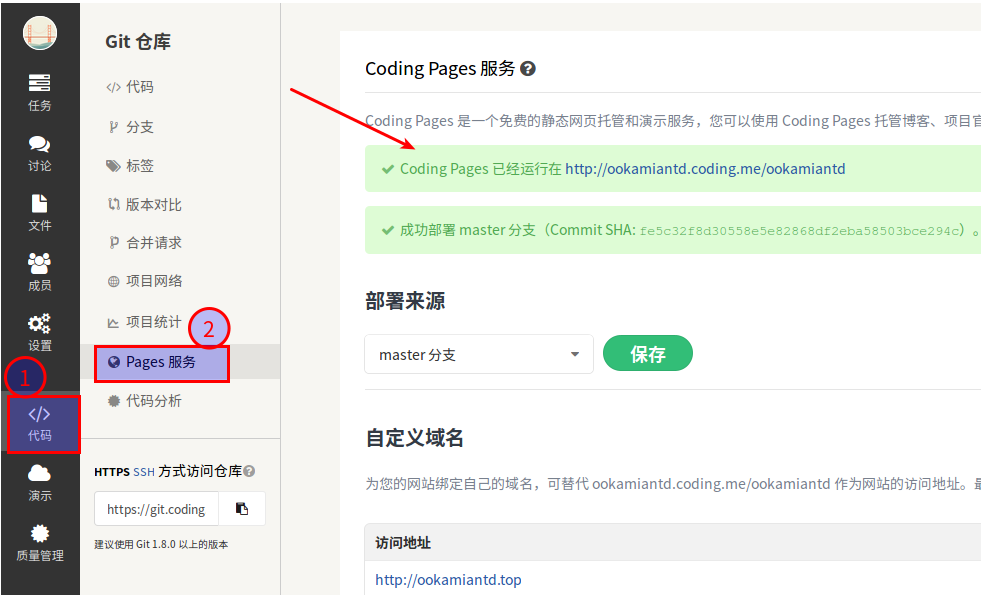 任务
讨论
文件
成员
设置
1
代码
演示
质量管理
Git 仓库
</> 代码
分支
标签
版本对比
合并请求
项目网络
项目统计
2
Pages 服务
代码分析
HTTPS SSH 方式访问仓库
https://git.coding
建议使用 Git 1.8.0 以上的版本
Coding Pages 服务
Coding Pages 是一个免费的静态网页托管和演示服务，您可以使用 Coding Pages 托管博客、项目官
Coding Pages 已经运行在 http://ookamiantd.coding.me/ookamiantd
成功部署 master 分支（Commit SHA: fe5c32f8d30558e5e82868df2eba58503bce294c）。
部署来源
master 分支
保存
自定义域名
为您的网站绑定自己的域名，可替代 ookamiantd.coding.me/ookamiantd 作为网站的访问地址。最
访问地址
http://ookamiantd.top